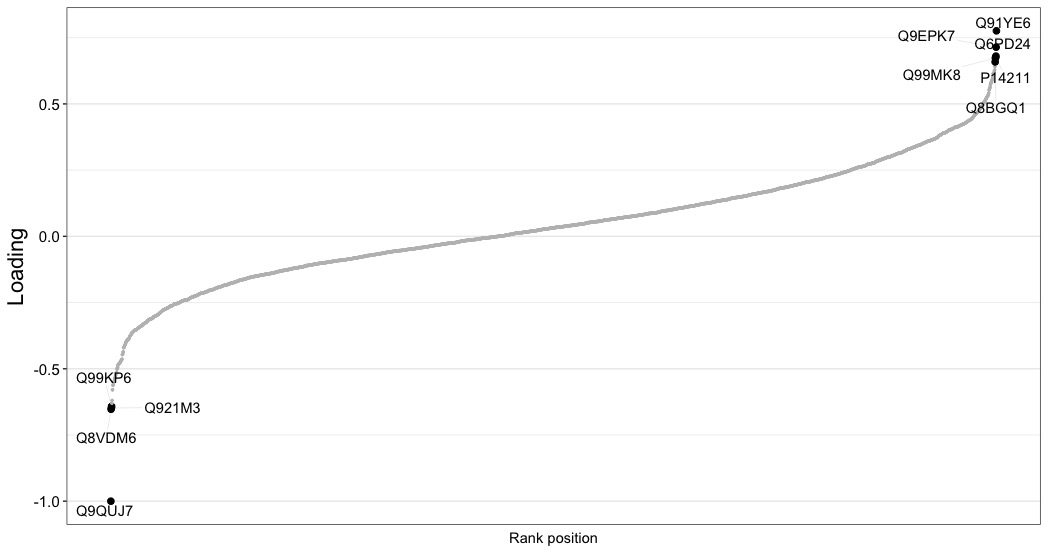 Q91YE6
Q9EPK7
Q6PD24
Q99MK8
P14211
0.5
Q8BGQ1
0.0
Loading
-0.5
Q99KP6
Q921M3
Q8VDM6
-1.0
Q9QUJ7
Rank position